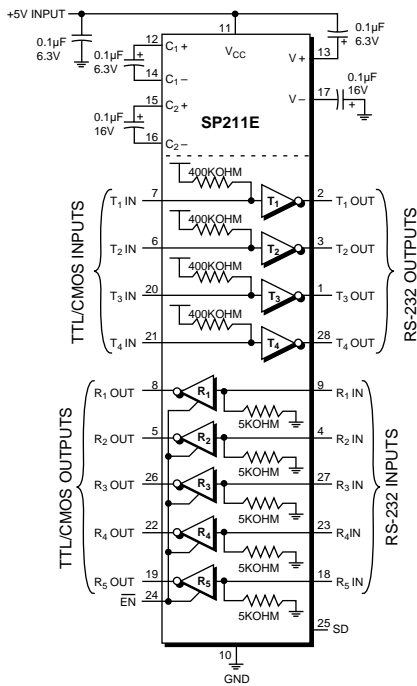 +5V INPUT
11
VCC
0.1µF
6.3V
0.1µF
6.3V
12
C1 +
14
C1 –
0.1µF
16V
15
C2 +
16
C2 –
0.1µF
6.3V
V +
13
V –
17
0.1µF
16V
SP211E
400KOHM
T1 IN
7
T1
2
T1 OUT
400KOHM
T2 IN
6
T2
3
T2 OUT
400KOHM
T3 IN
20
T3
1
T3 OUT
400KOHM
T4 IN
21
T4
28
T4 OUT
TTL/CMOS INPUTS
RS-232 OUTPUTS
R1 OUT
8
R1
9
R1 IN
5KOHM
R2 OUT
5
R2
4
R2 IN
5KOHM
R3 OUT
26
R3
27
R3 IN
5KOHM
R4 OUT
22
R4
23
R4IN
5KOHM
R5 OUT
19
R5
18
R5 IN
5KOHM
TTL/CMOS OUTPUTS
RS-232 INPUTS
EN
24
25
SD
10
GND